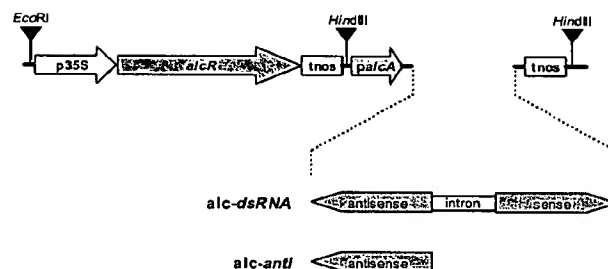 EcoRI HindIII HindIII
p35S alcR tnos palcA tnos
alc-dsRNA antisense intron sense
alc-anti antisense